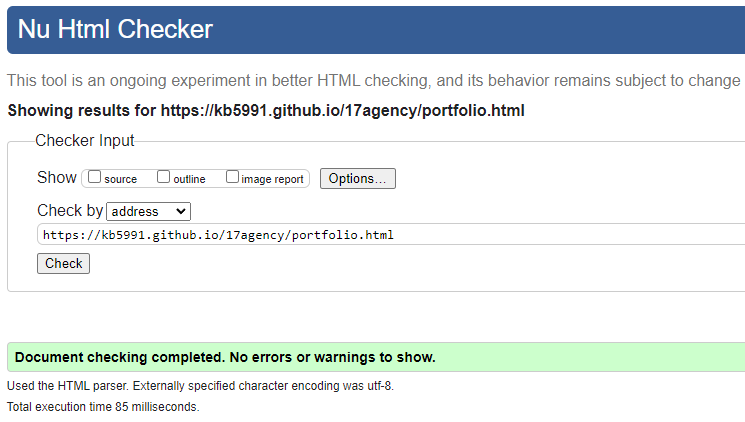 Nu Html Checker
This tool is an ongoing experiment in better HTML checking, and its behavior remains subject to change
Showing results for https://kb5991.github.io/17agency/portfolio.html
Checker Input
Show source outline image report Options...
Check by address
https://kb5991.github.io/17agency/portfolio.html
Check
Document checking completed. No errors or warnings to show.
Used the HTML parser. Externally specified character encoding was utf-8.
Total execution time 85 milliseconds.